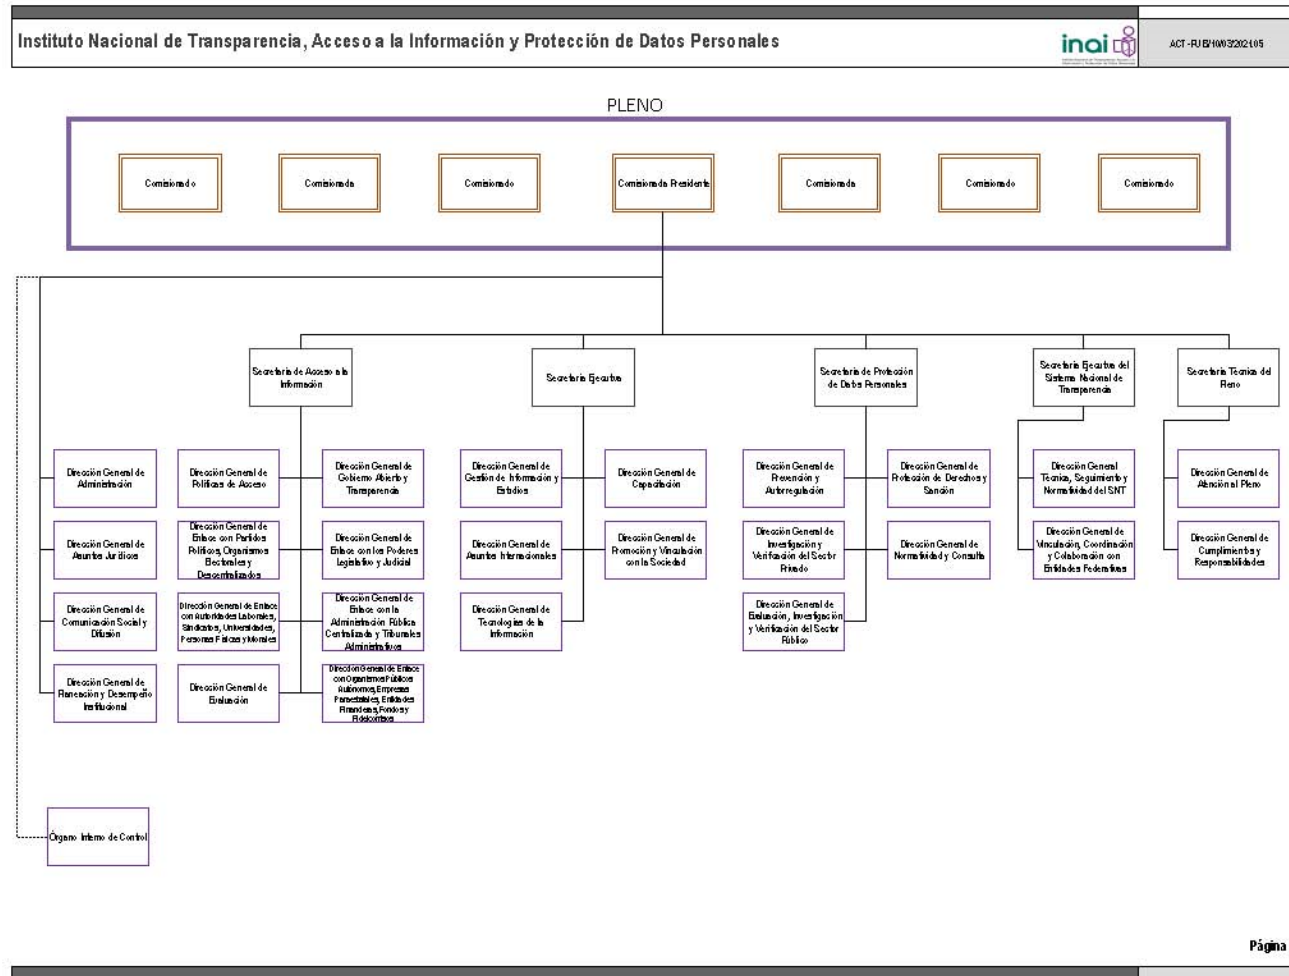 Instituto Nacional de Transparencia, Acceso a la Información y Protección de Datos Personales
inai
ACT-PUB/10/03/2021.05
PLENO
Comisionado
Comisionada
Comisionado
Comisionada Presidente
Comisionada
Comisionado
Comisionado
Secretaría de Acceso a la
Información
Secretaría Ejecutiva
Secretaría de Protección
de Datos Personales
Secretaría Ejecutiva del
Sistema Nacional de
Transparencia
Secretaría Técnica del
Pleno
Dirección General de
Administración
Dirección General de
Políticas de Acceso
Dirección General de
Gobierno Abierto y
Transparencia
Dirección General de
Gestión de Información y
Estudios
Dirección General de
Capacitación
Dirección General de
Prevención y
Autorregulación
Dirección General de
Protección de Derechos y
Sanción
Dirección General
Técnica, Seguimiento y
Normatividad del SNT
Dirección General de
Atención al Pleno
Dirección General de
Asuntos Jurídicos
Dirección General de
Enlace con Partidos
Políticos, Organismos
Electorales y
Descentralizados
Dirección General de
Enlace con los Poderes
Legislativo y Judicial
Dirección General de
Asuntos Internacionales
Dirección General de
Promoción y Vinculación
con la Sociedad
Dirección General de
Investigación y
Verificación del Sector
Privado
Dirección General de
Normatividad y Consulta
Dirección General de
Vinculación, Coordinación
y Colaboración con
Entidades Federativas
Dirección General de
Cumplimientos y
Responsabilidades
Dirección General de
Comunicación Social y
Difusión
Dirección General de Enlace
con Autoridades Laborales,
Sindicatos, Universidades,
Personas Físicas y Morales
Dirección General de
Enlace con la
Administración Pública
Centralizada y Tribunales
Administrativos
Dirección General de
Tecnologías de la
Información
Dirección General de
Evaluación, Investigación
y Verificación del Sector
Público
Dirección General de
Planeación y Desempeño
Institucional
Dirección General de
Evaluación
Dirección General de Enlace
con Organismos Públicos
Autónomos, Empresas
Paraestatales, Entidades
Financieras, Fondos y
Fideicomisos
Órgano Interno de Control
Página